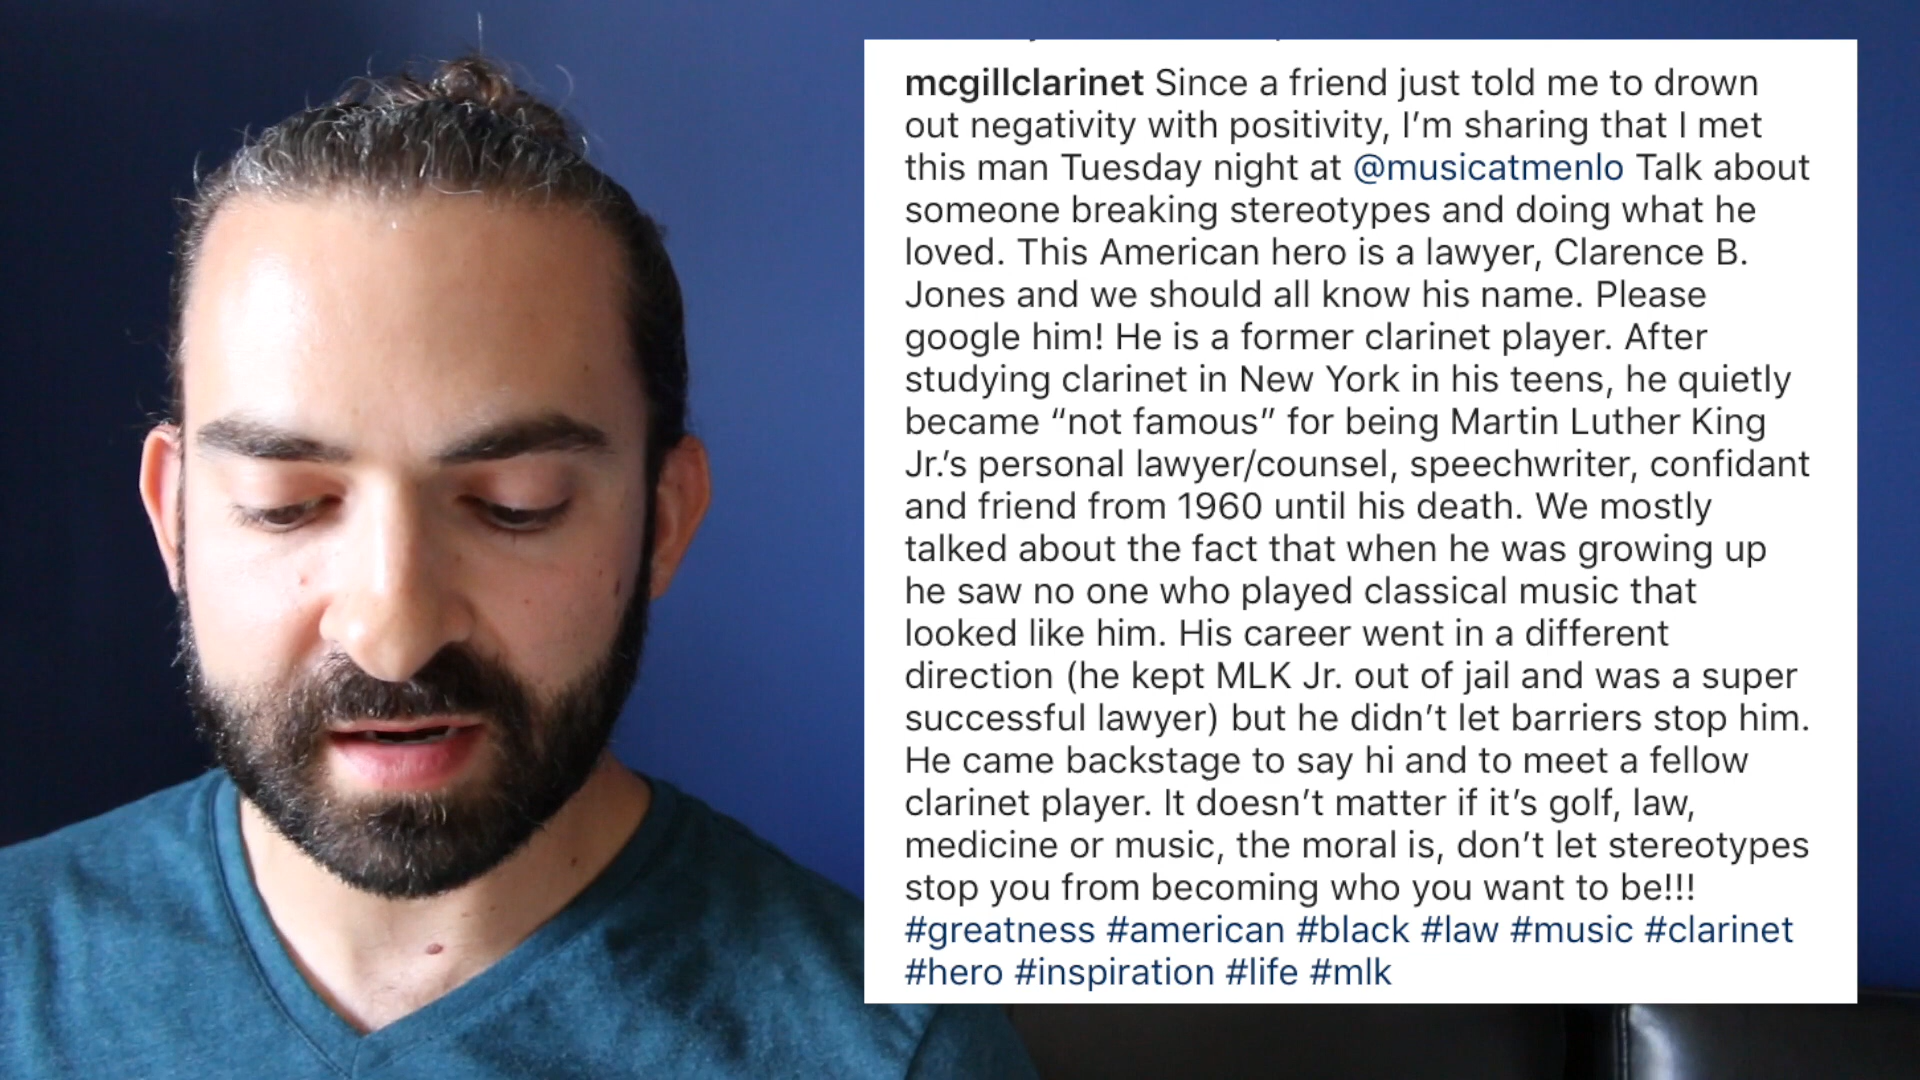 mcgillclarinet Since a friend just told me to drown
out negativity with positivity, I’m sharing that I met
this man Tuesday night at @musicatmenlo Talk about
someone breaking stereotypes and doing what he
loved. This American hero is a lawyer, Clarence B.
Jones and we should all know his name. Please
google him! He is a former clarinet player. After
studying clarinet in New York in his teens, he quietly
became “not famous” for being Martin Luther King
Jr.’s personal lawyer/counsel, speechwriter, confidant
and friend from 1960 until his death. We mostly
talked about the fact that when he was growing up
he saw no one who played classical music that
looked like him. His career went in a different
direction (he kept MLK Jr. out of jail and was a super
successful lawyer) but he didn’t let barriers stop him.
He came backstage to say hi and to meet a fellow
clarinet player. It doesn’t matter if it’s golf, law,
medicine or music, the moral is, don’t let stereotypes
stop you from becoming who you want to be!!!
#greatness #american #black #law #music #clarinet
#hero #inspiration #life #mlk